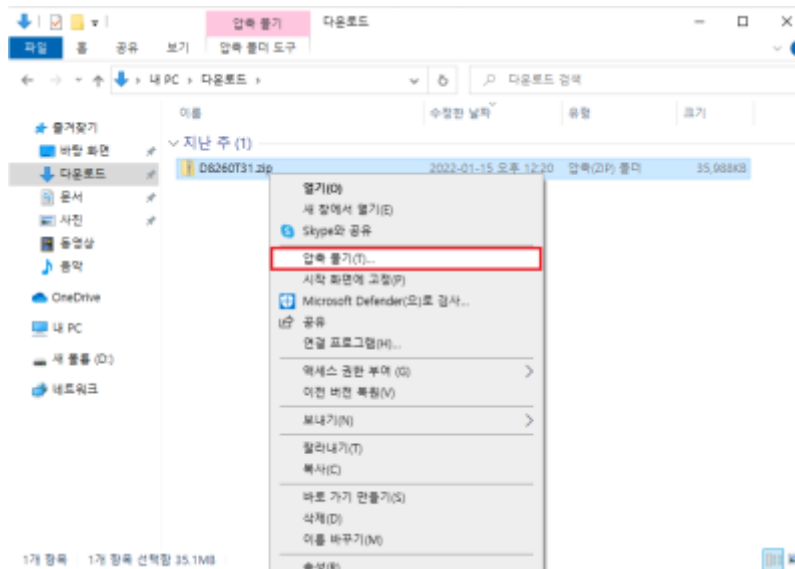 압축 풀기 다운로드
파일 홈 공유 보기 압축 폴더 도구
내 PC 다운로드
다운로드 검색
이름 수정한 날짜 유형 크기
즐겨찾기
바탕 화면
다운로드
문서
사진
동영상
음악
OneDrive
내 PC
새 볼륨 (D:)
네트워크
지난 주 (1)
D8260T31.zip 2022-01-15 오후 12:20 압축(ZIP) 폴더 35,988KB
열기(O)
새 창에서 열기(E)
Skype와 공유
압축 풀기(T)...
시작 화면에 고정(P)
Microsoft Defender(으)로 검사...
공유
연결 프로그램(H)...
액세스 권한 부여 (G)
이전 버전 복원(V)
보내기(N)
잘라내기(T)
복사(C)
바로 가기 만들기(S)
삭제(D)
이름 바꾸기(M)
속성(R)
1개 항목 1개 항목 선택함 35.1MB